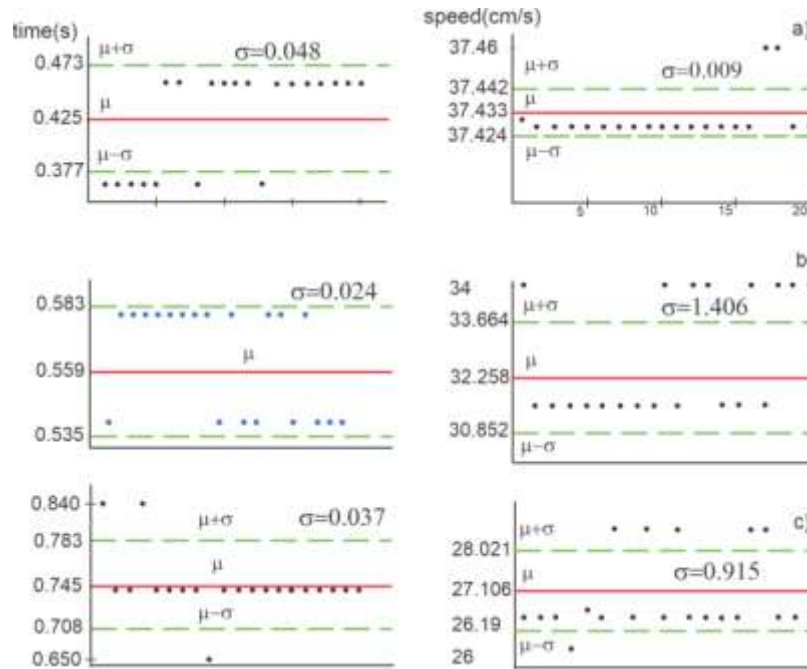 time(s)
0.473
μ+σ
σ=0.048
0.425
μ
0.377
μ−σ
speed(cm/s)
a)
37.46
μ+σ
σ=0.009
37.442
μ
37.433
37.424
μ−σ
5
10
15
20
0.583
σ=0.024
μ
0.559
0.535
b
34
μ+σ
σ=1.406
33.664
μ
32.258
30.852
μ−σ
0.840
μ+σ
σ=0.037
0.783
μ
0.745
μ−σ
0.708
0.650
c)
μ+σ
28.021
μ
σ=0.915
27.106
26.19
μ−σ
26